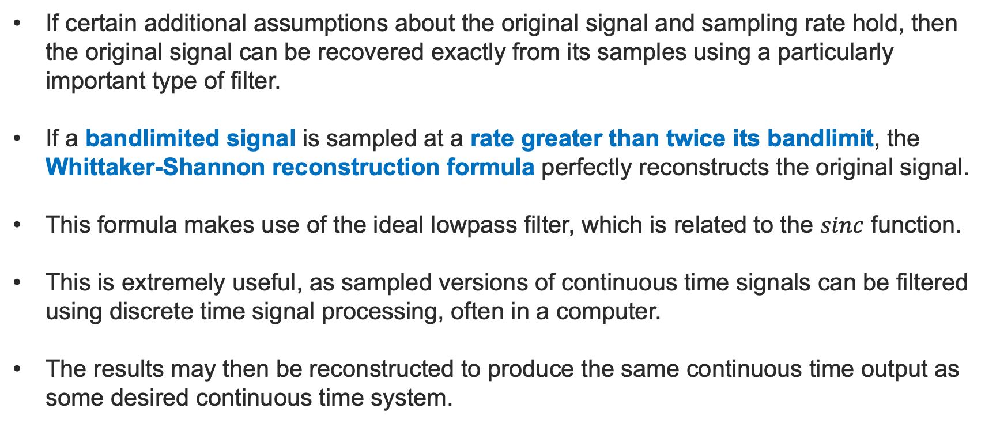 • If certain additional assumptions about the original signal and sampling rate hold, then
the original signal can be recovered exactly from its samples using a particularly
important type of filter.
• If a bandlimited signal is sampled at a rate greater than twice its bandlimit, the
Whittaker-Shannon reconstruction formula perfectly reconstructs the original signal.
• This formula makes use of the ideal lowpass filter, which is related to the sinc function.
• This is extremely useful, as sampled versions of continuous time signals can be filtered
using discrete time signal processing, often in a computer.
• The results may then be reconstructed to produce the same continuous time output as
some desired continuous time system.